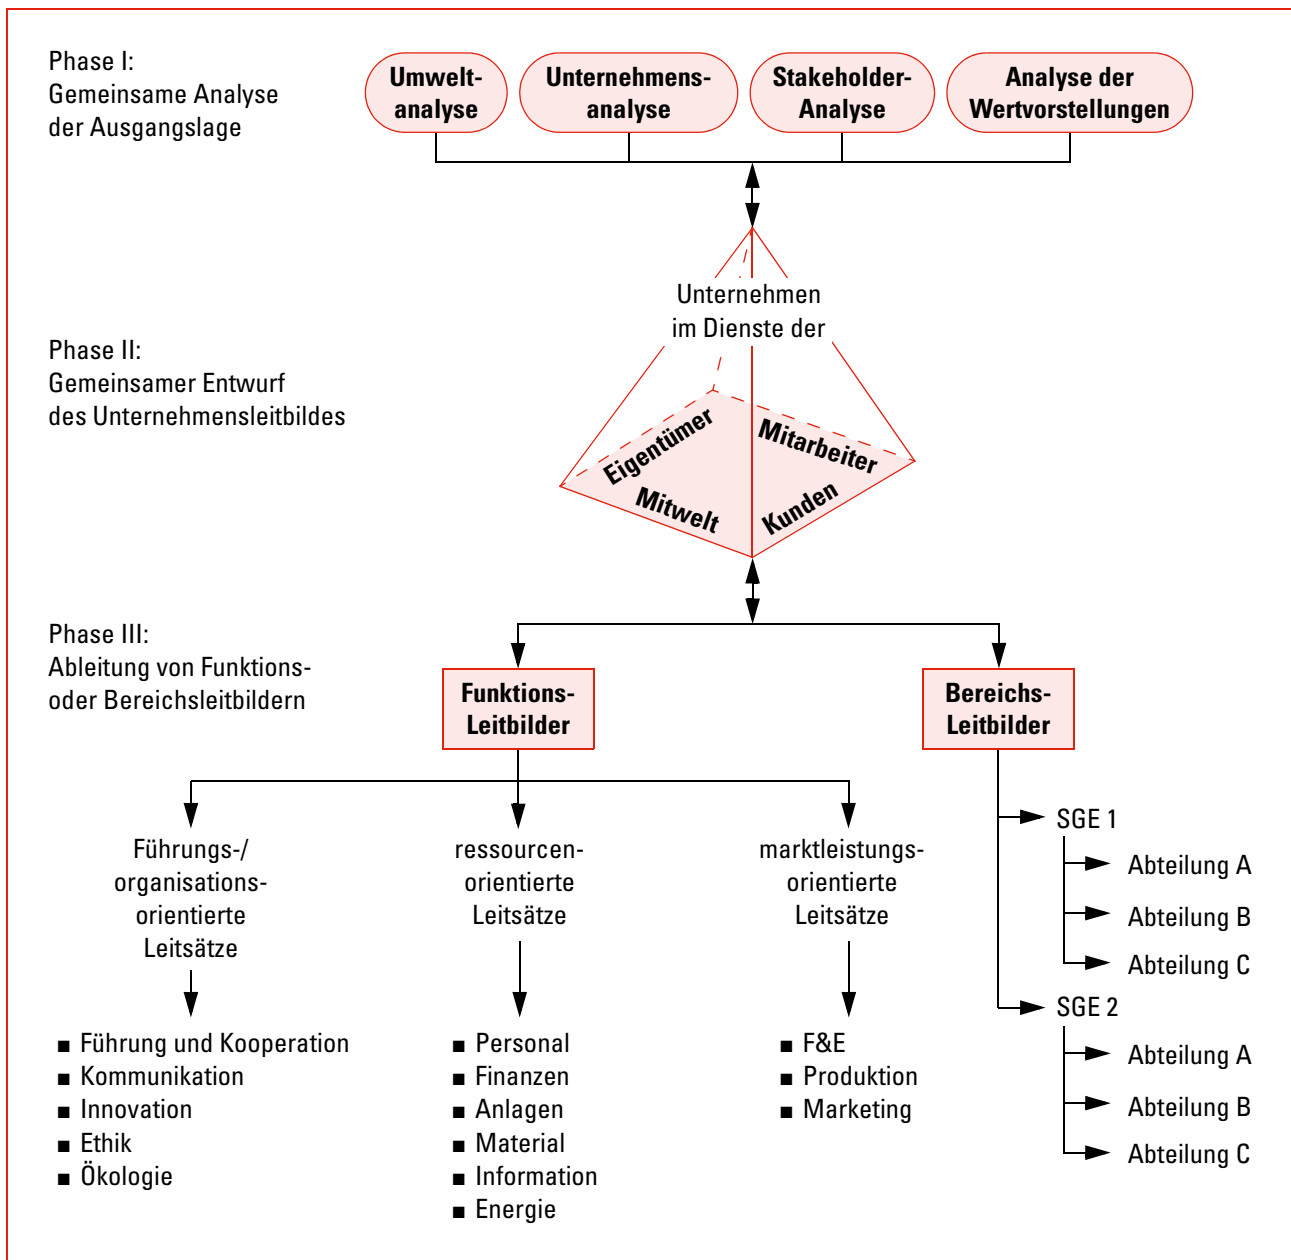 Phase I:
Gemeinsame Analyse
der Ausgangslage
Umwelt-
analyse
Unternehmens-
analyse
Stakeholder-
Analyse
Analyse der
Wertvorstellungen
Phase II:
Gemeinsamer Entwurf
des Unternehmensleitbildes
Unternehmen
im Dienste der
Eigentümer
Mitarbeiter
Mitwelt
Kunden
Phase III:
Ableitung von Funktions-
oder Bereichsleitbildern
Funktions-
Leitbilder
Bereichs-
Leitbilder
Führungs-/
organisations-
orientierte
Leitsätze
■ Führung und Kooperation
■ Kommunikation
■ Innovation
■ Ethik
■ Ökologie
ressourcen-
orientierte
Leitsätze
■ Personal
■ Finanzen
■ Anlagen
■ Material
■ Information
■ Energie
marktleistungs-
orientierte
Leitsätze
■ F&E
■ Produktion
■ Marketing
SGE 1
Abteilung A
Abteilung B
Abteilung C
SGE 2
Abteilung A
Abteilung B
Abteilung C